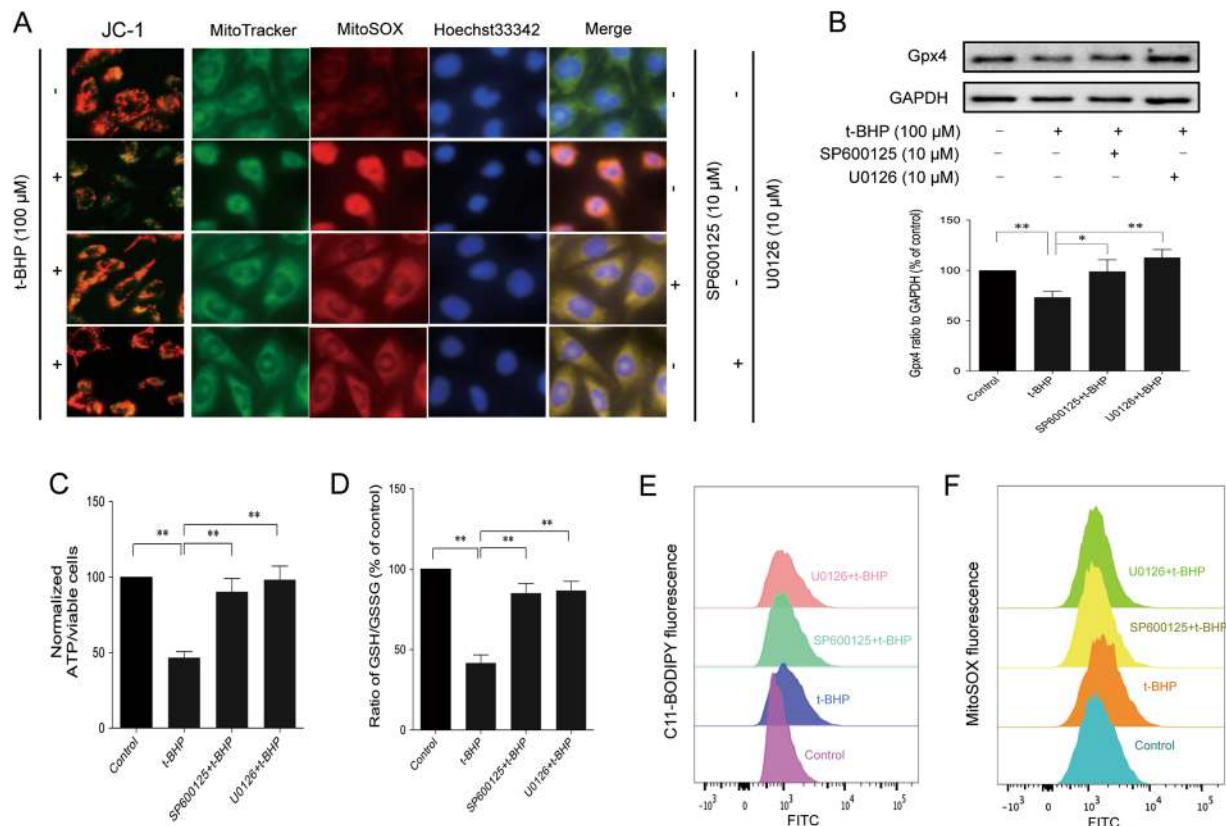 A
JC-1
MitoTracker
MitoSOX
Hoechst33342
Merge
t-BHP (100 μM)
-
+
+
+
-
-
+
-
SP600125 (10 μM)
-
-
-
+
U0126 (10 μM)
B
Gpx4
GAPDH
t-BHP (100 μM) – + + +
SP600125 (10 μM) – – + –
U0126 (10 μM) – – – +
Gpx4 ratio to GAPDH (% of control)
150
100
50
0
** * **
Control
t-BHP
SP600125+t-BHP
U0126+t-BHP
C
Normalized
ATP/viable cells
150
100
50
0
** ** **
Control
t-BHP
SP600125+t-BHP
U0126+t-BHP
D
Ratio of GSH/GSSG (% of control)
150
100
50
0
** ** **
Control
t-BHP
SP600125+t-BHP
U0126+t-BHP
E
C11-BODIPY fluorescence
U0126+t-BHP
SP600125+t-BHP
t-BHP
Control
-10³ 0 10³ 10⁴ 10⁵
FITC
F
MitoSOX fluorescence
U0126+t-BHP
SP600125+t-BHP
t-BHP
Control
-10³ 0 10³ 10⁴ 10⁵
FITC